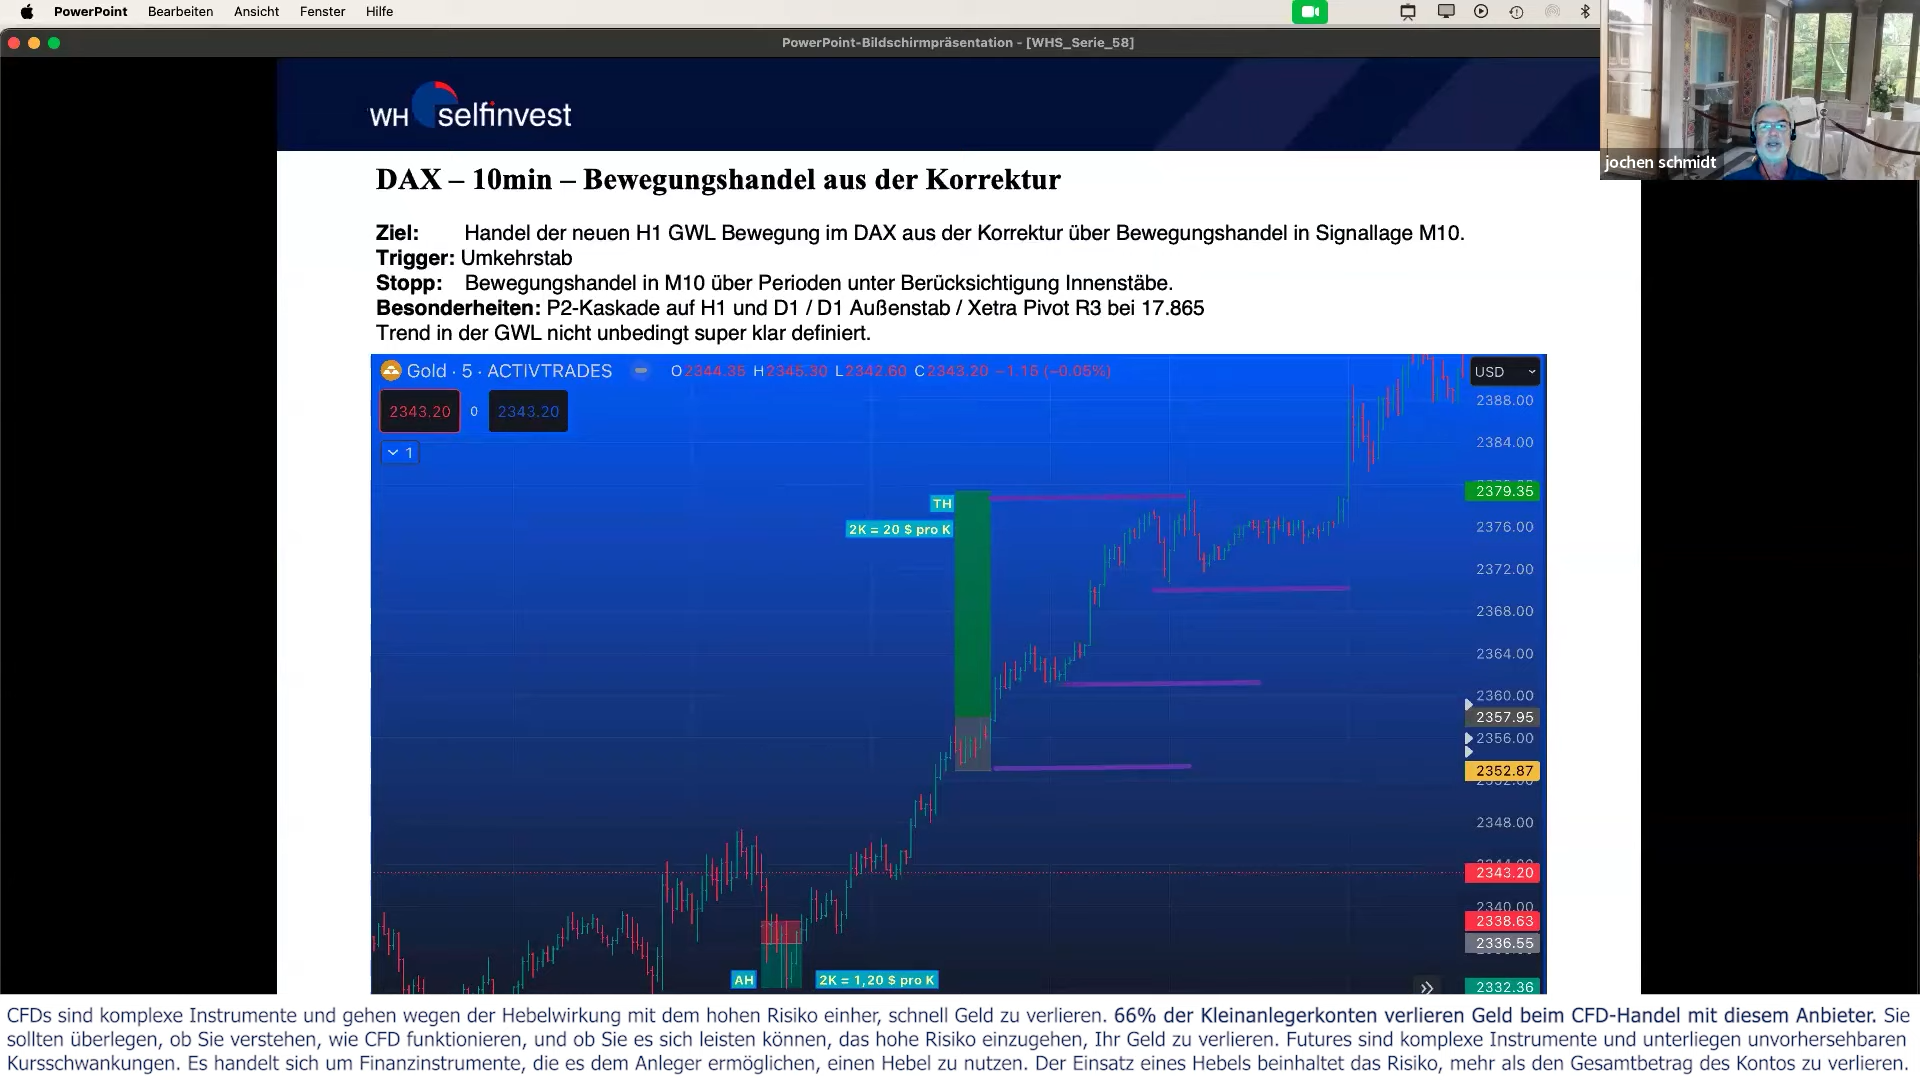 PowerPoint Bearbeiten Ansicht Fenster Hilfe
PowerPoint-Bildschirmpräsentation - [WHS_Serie_58]
WH selfinvest
jochen schmidt
DAX – 10min – Bewegungshandel aus der Korrektur
Ziel: Handel der neuen H1 GWL Bewegung im DAX aus der Korrektur über Bewegungshandel in Signallage M10.
Trigger: Umkehrstab
Stopp: Bewegungshandel in M10 über Perioden unter Berücksichtigung Innenstäbe.
Besonderheiten: P2-Kaskade auf H1 und D1 / D1 Außenstab / Xetra Pivot R3 bei 17.865
Trend in der GWL nicht unbedingt super klar definiert.
Gold · 5 · ACTIVTRADES O2344.35 H2345.30 L2342.60 C2343.20 −1.15 (−0.05%)
USD
2343.20 0 2343.20
1
2388.00
2384.00
TH
2379.35
2K = 20 $ pro K
2376.00
2372.00
2368.00
2364.00
2360.00
2357.95
2356.00
2352.87
2348.00
2343.20
2340.00
2338.63
2336.55
AH 2K = 1,20 $ pro K
2332.36
CFDs sind komplexe Instrumente und gehen wegen der Hebelwirkung mit dem hohen Risiko einher, schnell Geld zu verlieren. 66% der Kleinanlegerkonten verlieren Geld beim CFD-Handel mit diesem Anbieter. Sie
sollten überlegen, ob Sie verstehen, wie CFD funktionieren, und ob Sie es sich leisten können, das hohe Risiko einzugehen, Ihr Geld zu verlieren. Futures sind komplexe Instrumente und unterliegen unvorhersehbaren
Kursschwankungen. Es handelt sich um Finanzinstrumente, die es dem Anleger ermöglichen, einen Hebel zu nutzen. Der Einsatz eines Hebels beinhaltet das Risiko, mehr als den Gesamtbetrag des Kontos zu verlieren.